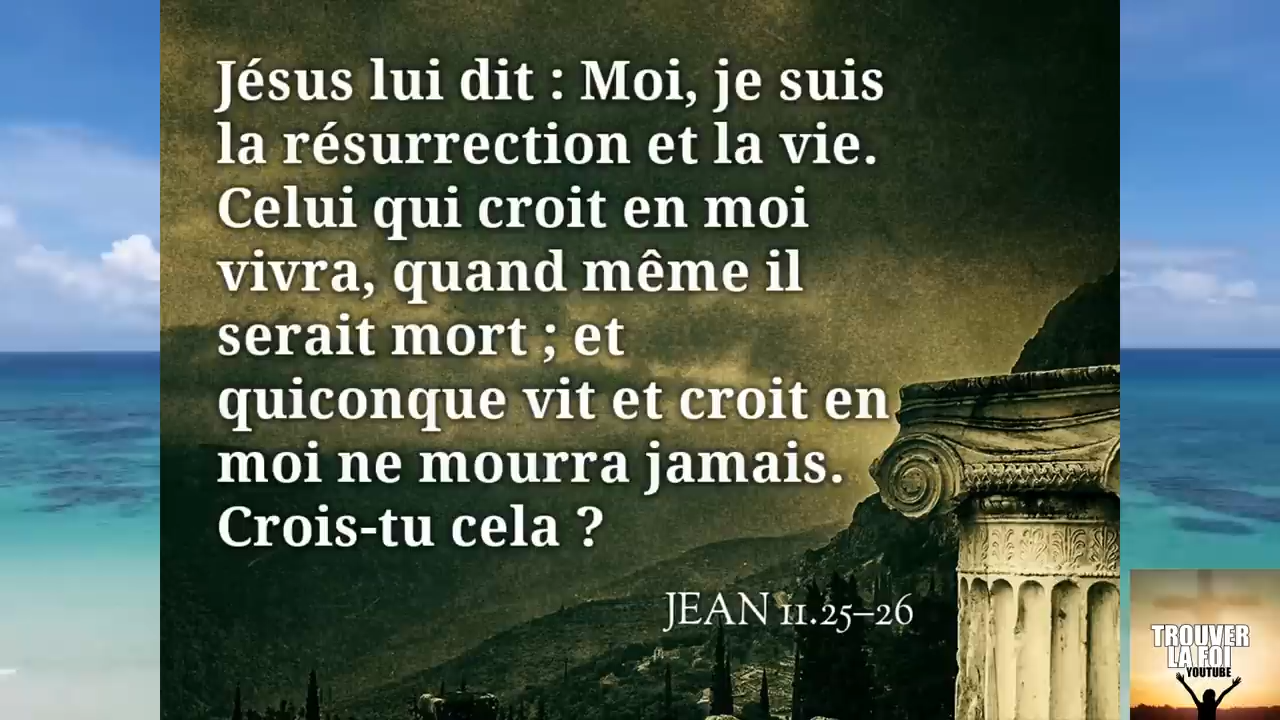 Jésus lui dit : Moi, je suis
la résurrection et la vie.
Celui qui croit en moi
vivra, quand même il
serait mort ; et
quiconque vit et croit en
moi ne mourra jamais.
Crois-tu cela ?
JEAN 11.25–26
TROUVER
LA FOI
YOUTUBE